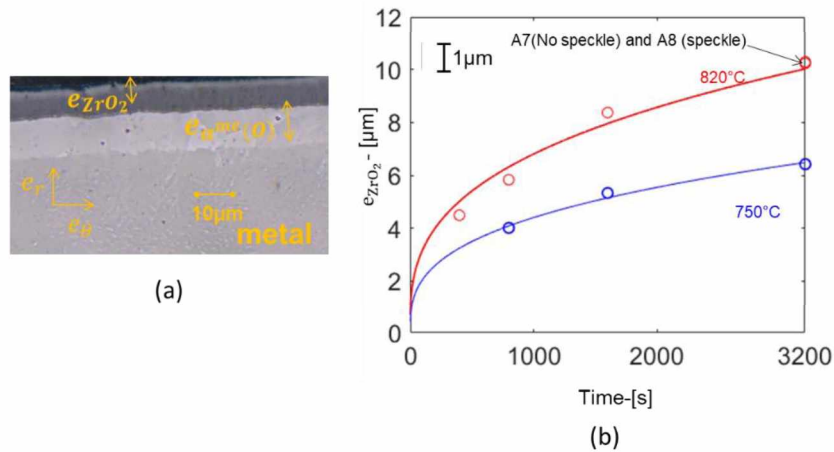 e_ZrO₂
e_α^me(O)
e_r
e_θ
10μm
metal
(a)
e_ZrO₂- [μm]
12
10
8
6
4
2
0
1μm
A7(No speckle) and A8 (speckle)
820°C
750°C
0
1000
2000
3200
Time-[s]
(b)